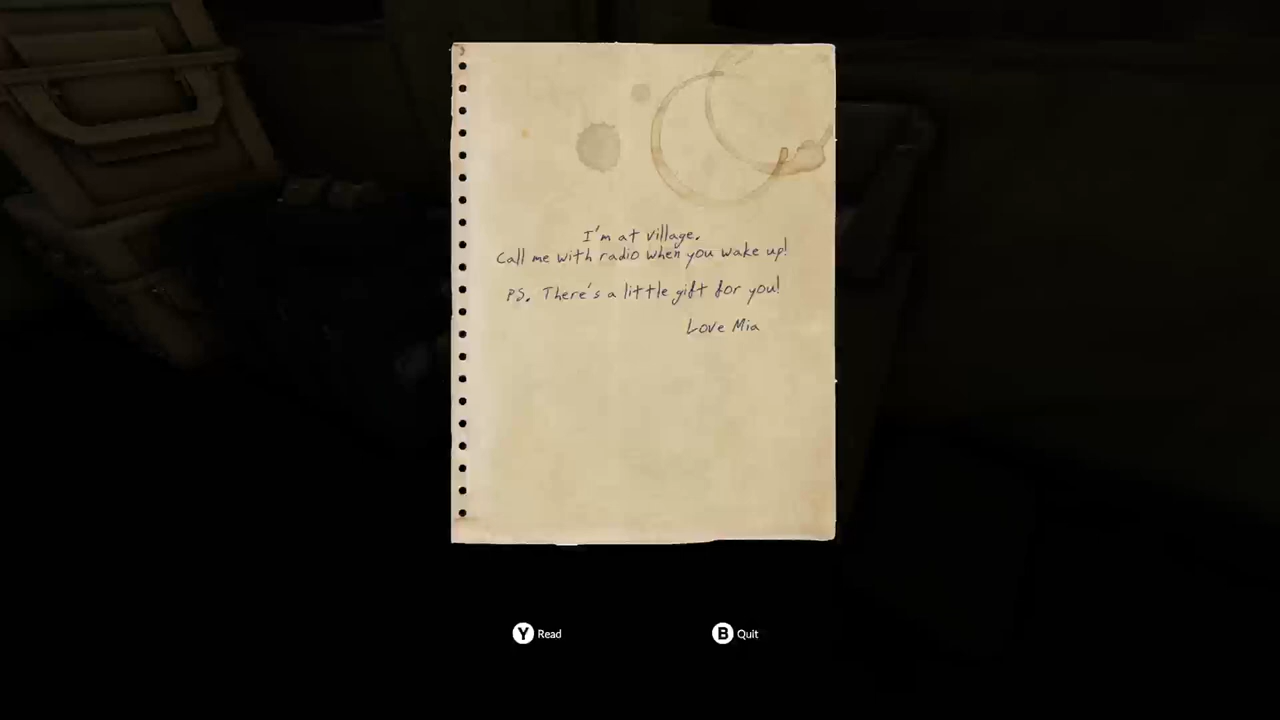 I'm at village.
Call me with radio when you wake up!
PS. There's a little gift for you!
Love Mia
Y Read
B Quit